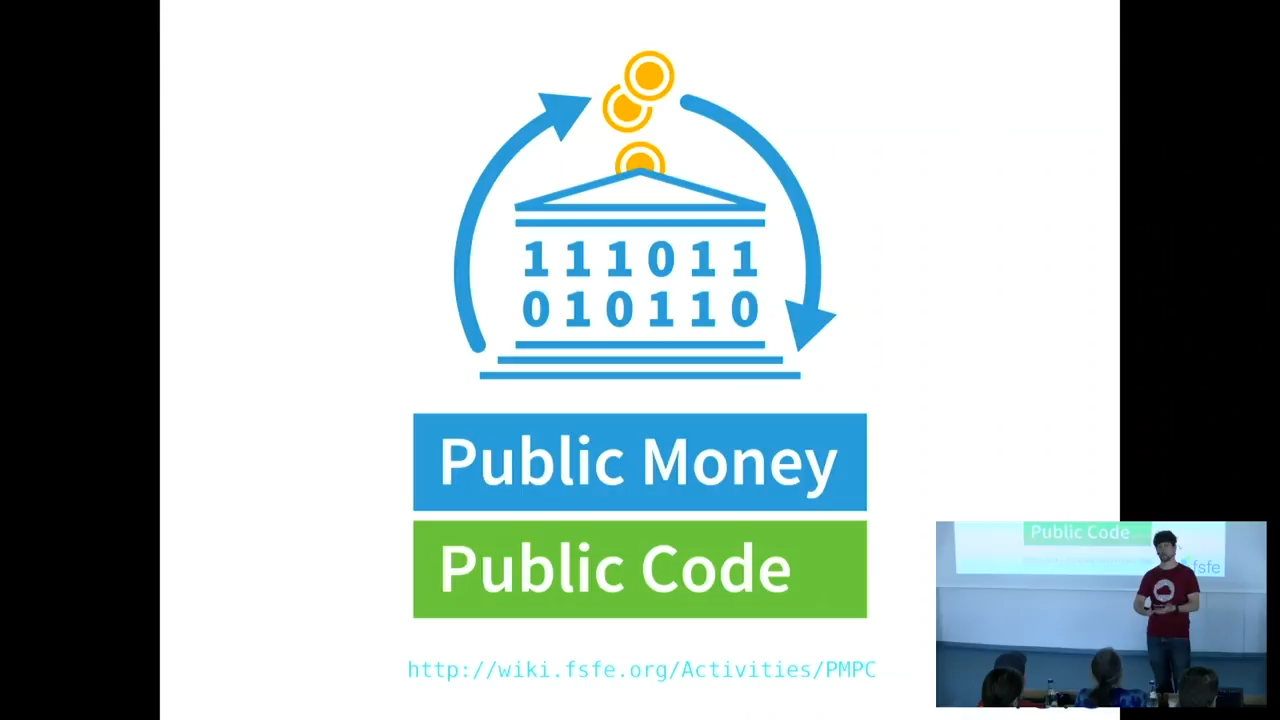 111011
010110
Public Money
Public Code
http://wiki.fsfe.org/Activities/PMPC
Public Code
fsfe